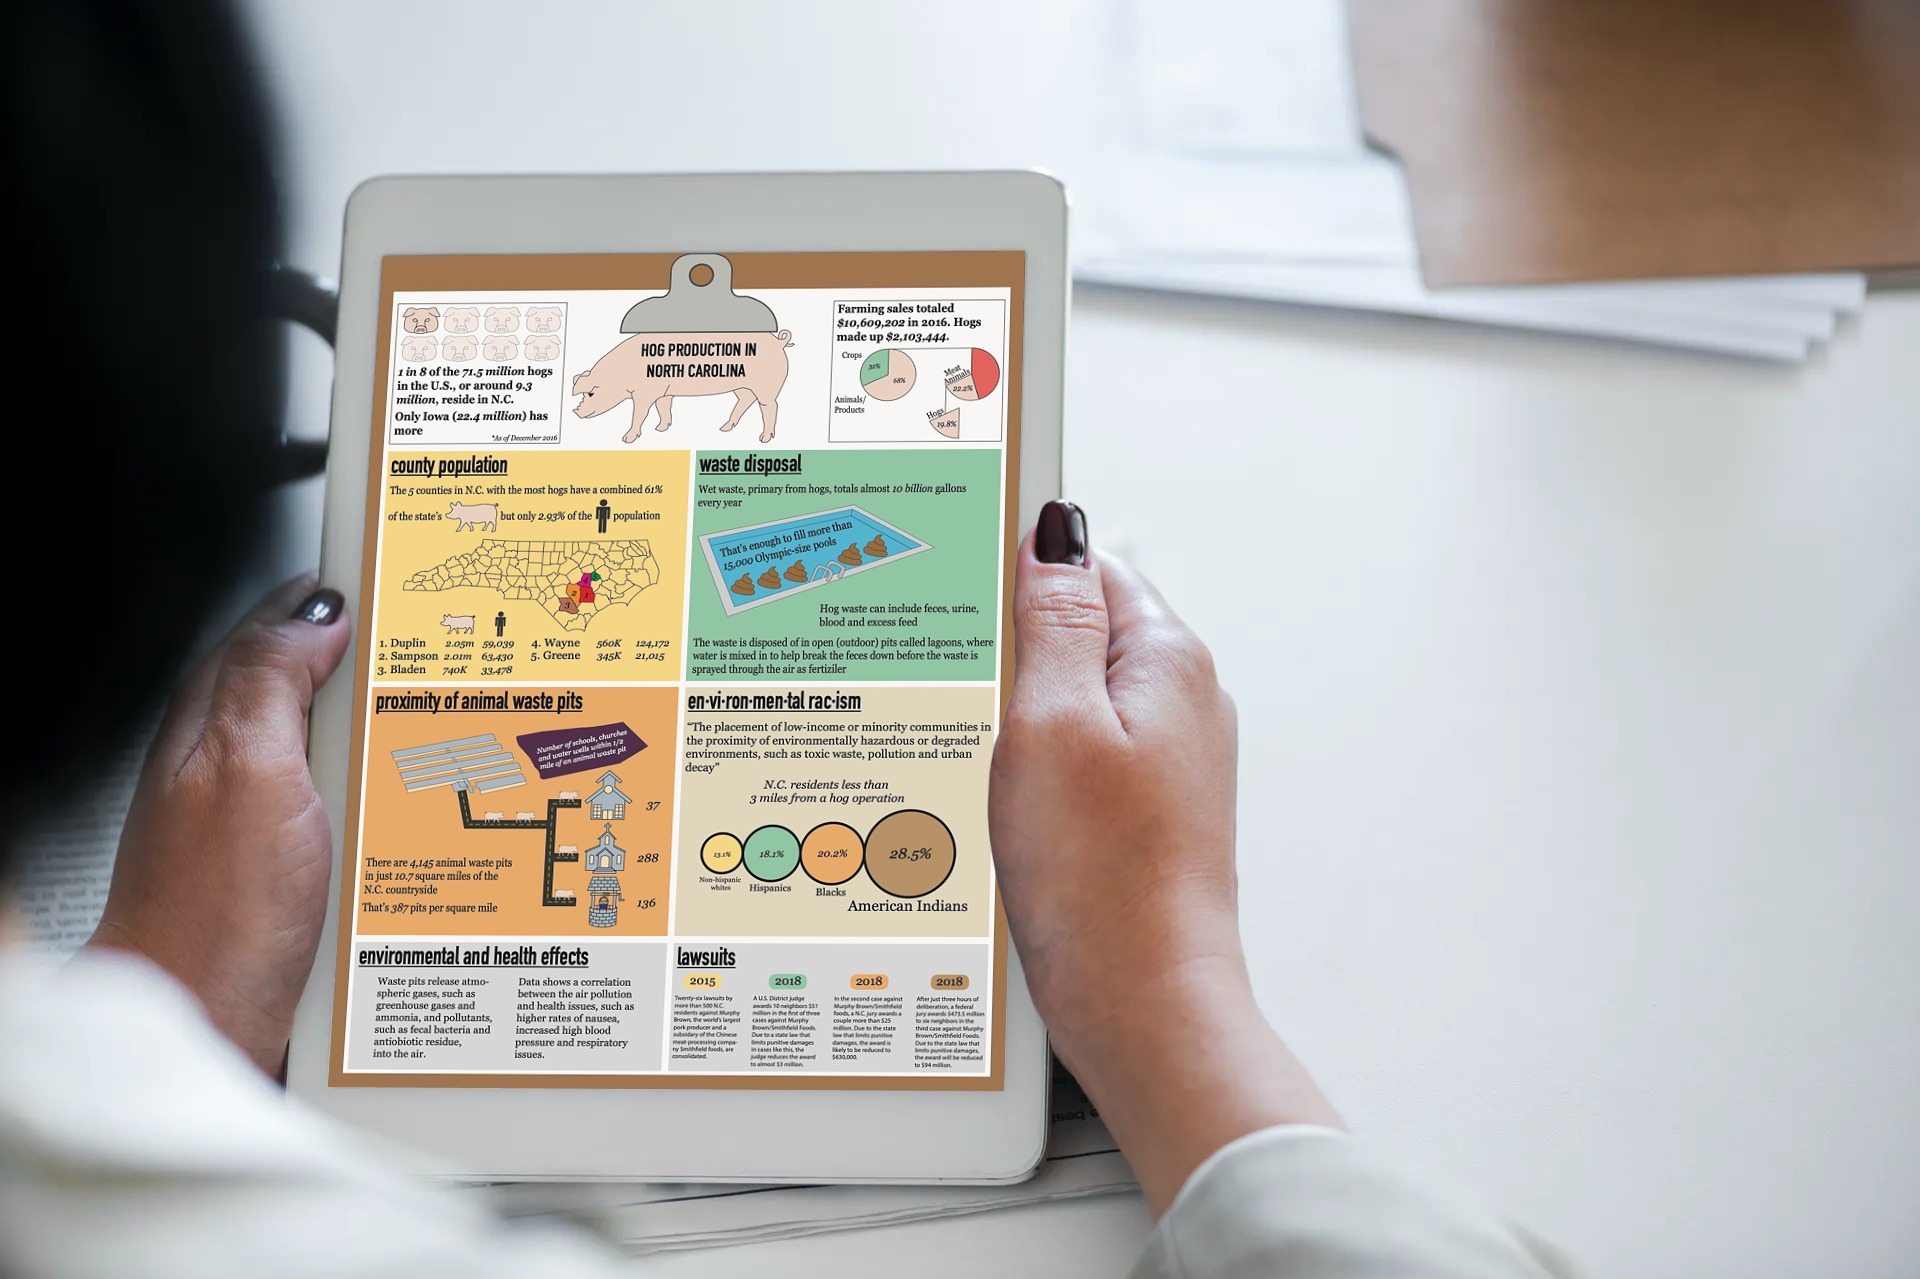 HOG PRODUCTION IN
NORTH CAROLINA
1 in 8 of the 71.5 million hogs
in the U.S., or around 9.3
million, reside in N.C.
Only Iowa (22.4 million) has
more
*As of December 2016
Farming sales totaled
$10,609,202 in 2016. Hogs
made up $2,103,444.
Crops
32%
68%
Animals/
Products
Meat
Animals
22.2%
Hogs
19.8%
county population
The 5 counties in N.C. with the most hogs have a combined 61%
of the state's but only 2.93% of the population
4
5
2
1
3
1. Duplin 2.05m 59,039
2. Sampson 2.01m 63,430
3. Bladen 740K 33,478
4. Wayne 560K 124,172
5. Greene 345K 21,015
waste disposal
Wet waste, primary from hogs, totals almost 10 billion gallons
every year
That's enough to fill more than
15,000 Olympic-size pools
Hog waste can include feces, urine,
blood and excess feed
The waste is disposed of in open (outdoor) pits called lagoons, where
water is mixed in to help break the feces down before the waste is
sprayed through the air as fertiziler
proximity of animal waste pits
Number of schools, churches
and water wells within 1/2
mile of an animal waste pit
37
288
136
There are 4,145 animal waste pits
in just 10.7 square miles of the
N.C. countryside
That's 387 pits per square mile
en·vi·ron·men·tal rac·ism
"The placement of low-income or minority communities in
the proximity of environmentally hazardous or degraded
environments, such as toxic waste, pollution and urban
decay"
N.C. residents less than
3 miles from a hog operation
13.1%
18.1%
20.2%
28.5%
Non-hispanic
whites
Hispanics
Blacks
American Indians
environmental and health effects
Waste pits release atmo-
spheric gases, such as
greenhouse gases and
ammonia, and pollutants,
such as fecal bacteria and
antibiotic residue,
into the air.
Data shows a correlation
between the air pollution
and health issues, such as
higher rates of nausea,
increased high blood
pressure and respiratory
issues.
lawsuits
2015
Twenty-six lawsuits by
more than 500 N.C.
residents against Murphy
Brown, the world's largest
pork producer and a
subsidiary of the Chinese
meat-processing compa-
ny Smithfield foods, are
consolidated.
2018
A U.S. District judge
awards 10 neighbors $51
million in the first of three
cases against Murphy
Brown/Smithfield Foods.
Due to a state law that
limits punitive damages
in cases like this, the
judge reduces the award
to almost $3 million.
2018
In the second case against
Murphy Brown/Smithfield
foods, a N.C. jury awards a
couple more than $25
million. Due to the state
law that limits punitive
damages, the award is
likely to be reduced to
$630,000.
2018
After just three hours of
deliberation, a federal
jury awards $473.5 million
to six neighbors in the
third case against Murphy
Brown/Smithfield Foods.
Due to the state law that
limits punitive damages,
the award will be reduced
to $94 million.